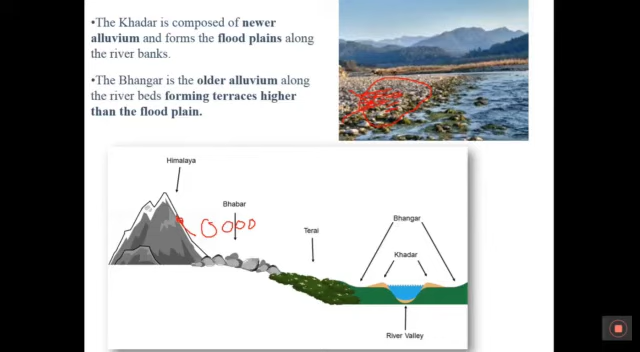 •The Khadar is composed of newer
alluvium and forms the flood plains along
the river banks.
•The Bhangar is the older alluvium along
the river beds forming terraces higher
than the flood plain.
Himalaya
Bhabar
Terai
Bhangar
Khadar
River Valley